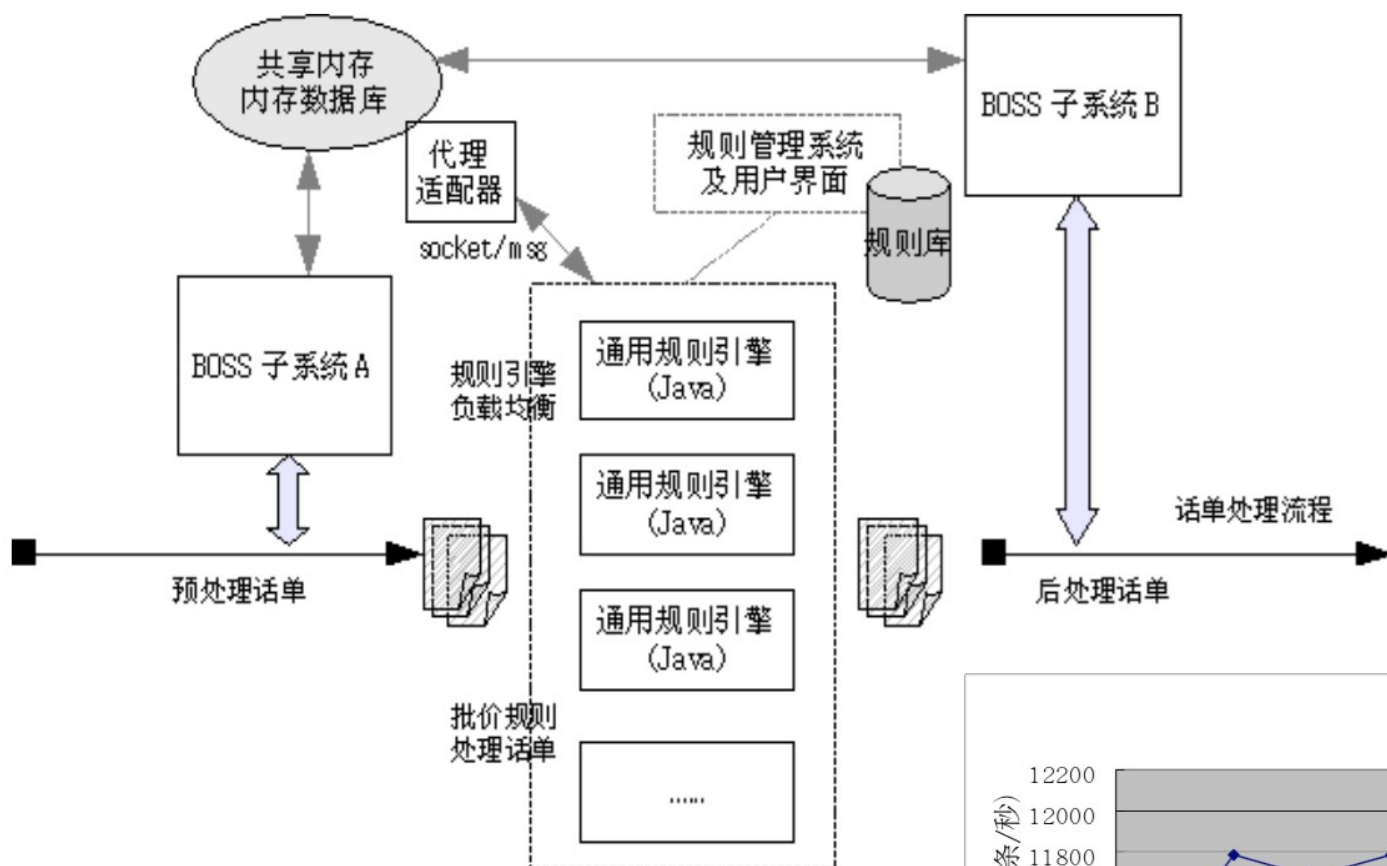 共享内存
内存数据库
BOSS 子系统 B
代理
适配器
规则管理系统
及用户界面
规则库
socket/msg
BOSS 子系统 A
规则引擎
负载均衡
通用规则引擎
(Java)
通用规则引擎
(Java)
话单处理流程
预处理话单
后处理话单
通用规则引擎
(Java)
批价规则
处理话单
......
12200
12000
11800
条/秒)